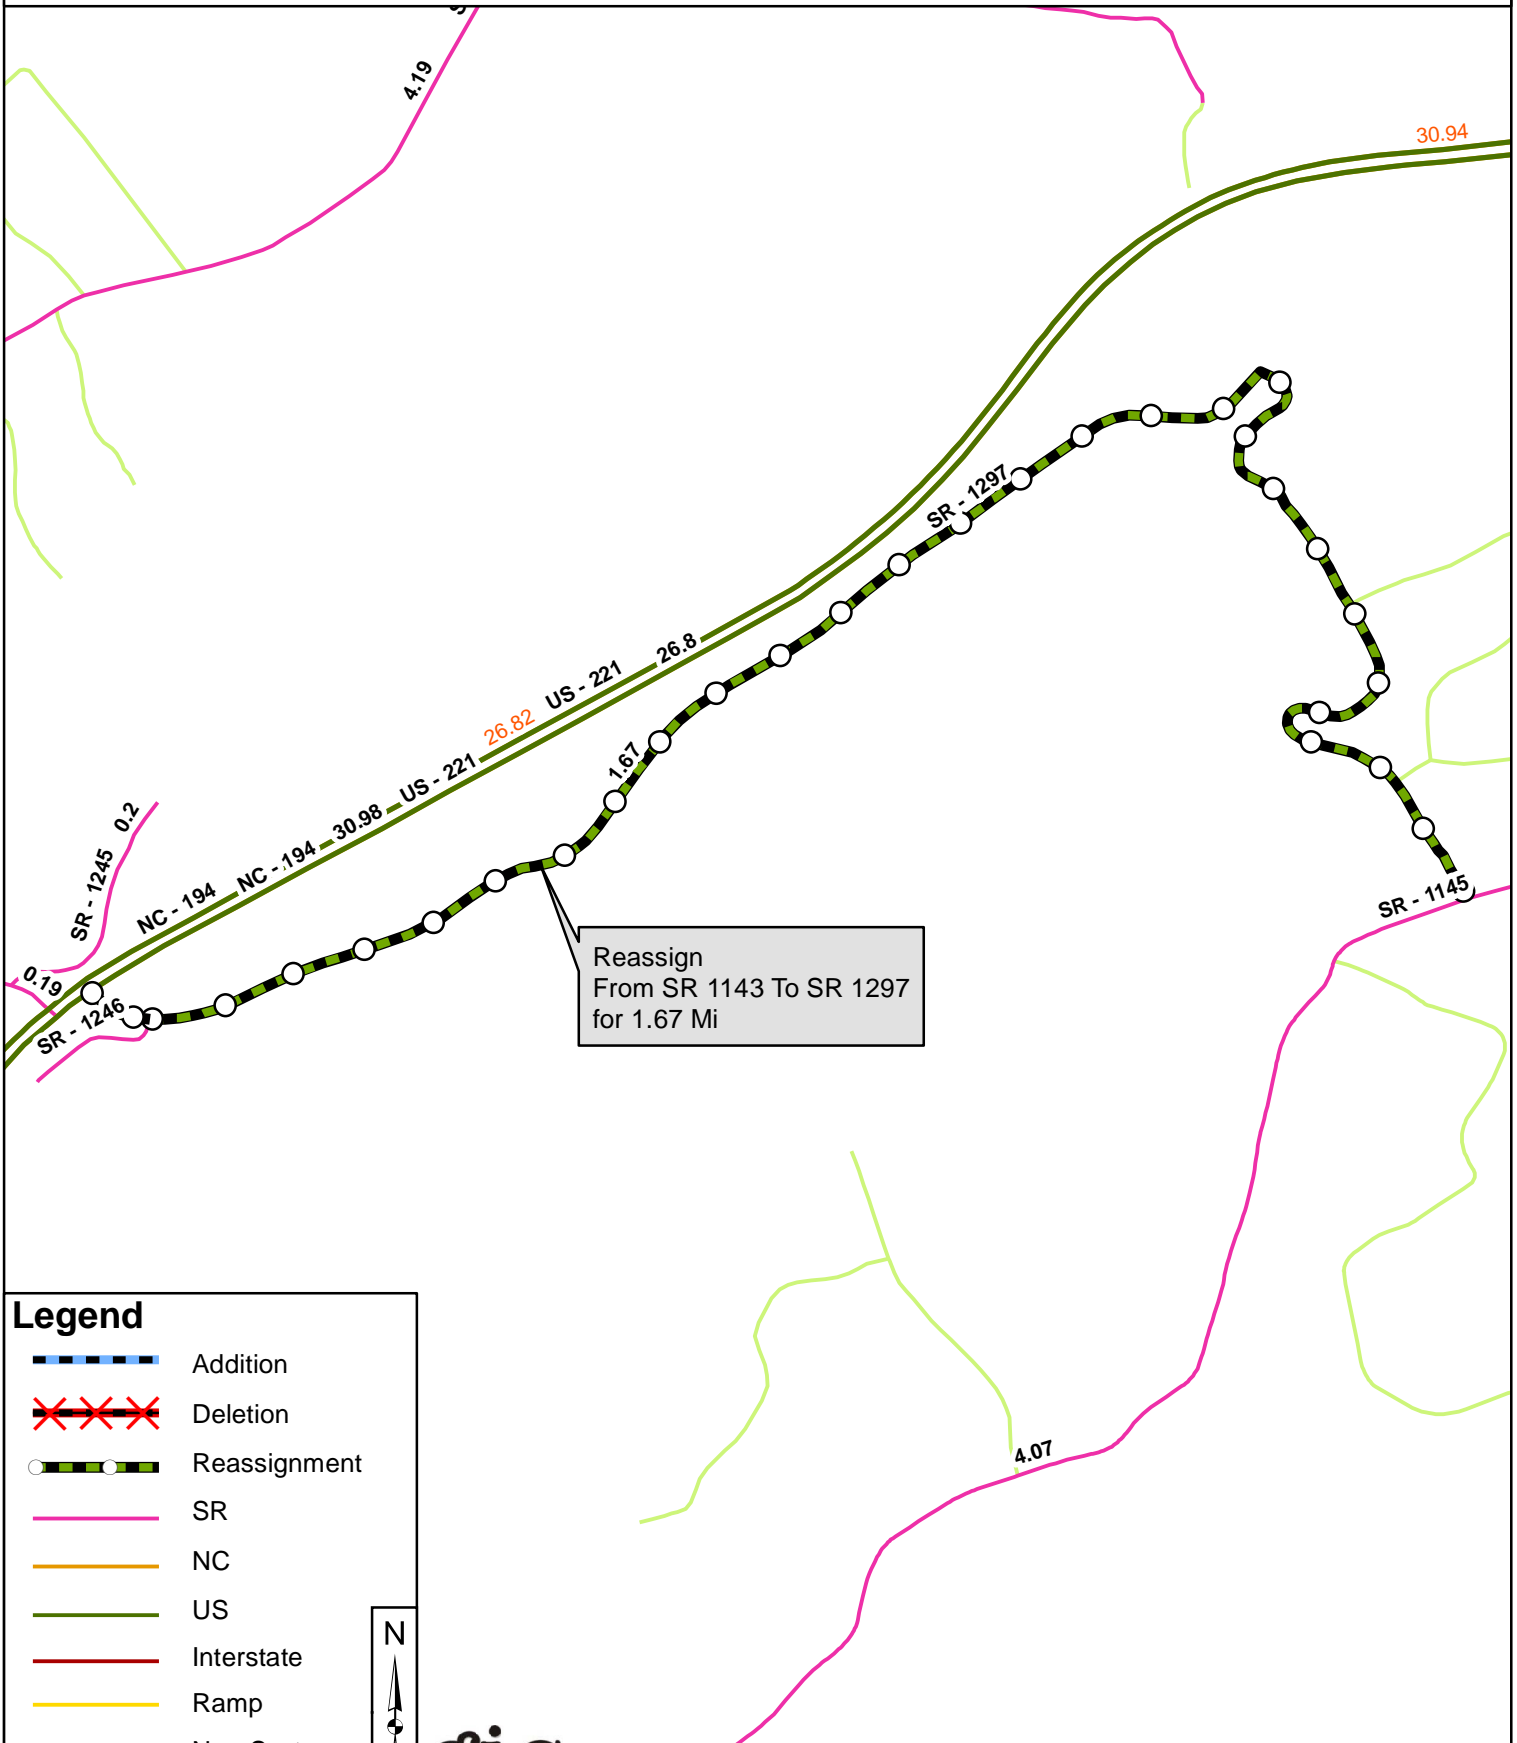 4.19
30.94
SR - 1297
26.8
US - 221
26.82
1.67
US - 221
30.98
NC - 194
NC - 194
0.2
SR - 1245
SR - 1145
0.19
SR - 1246
Reassign
From SR 1143 To SR 1297
for 1.67 Mi
4.07
Legend
Addition
Deletion
Reassignment
SR
NC
US
Interstate
Ramp
N